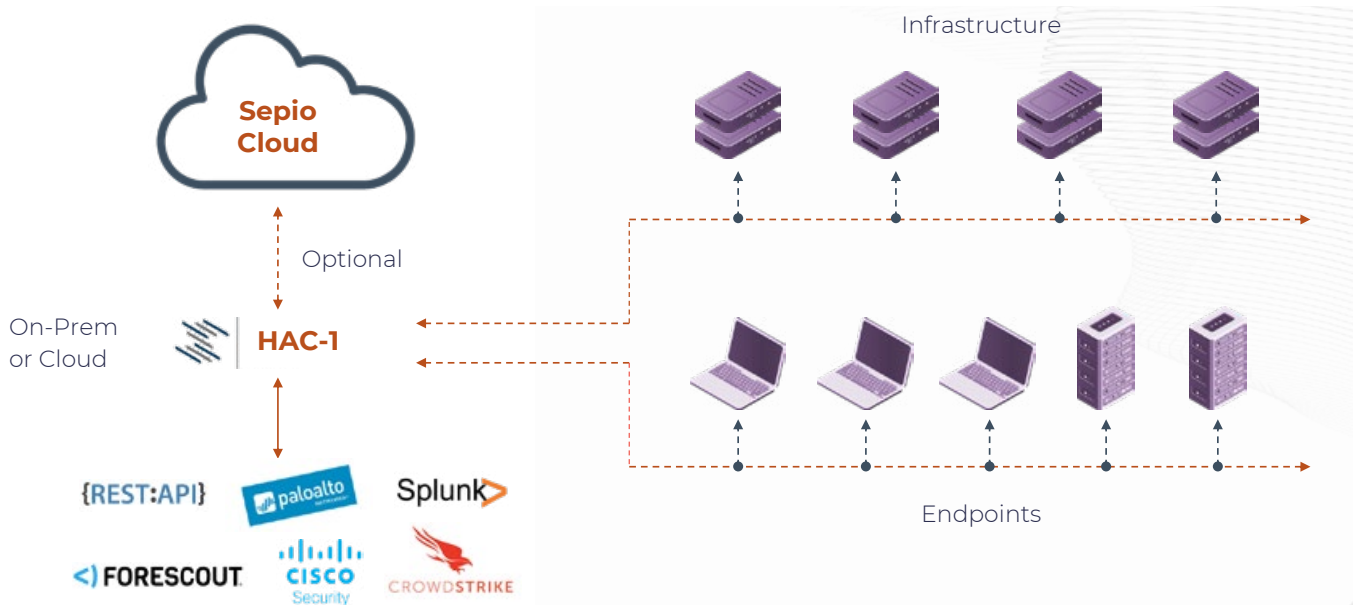 Infrastructure
Sepio
Cloud
Optional
On-Prem
or Cloud
HAC-1
{REST:API}
paloalto
Splunk>
Endpoints
<) FORESCOUT.
CISCO
Security
CROWDSTRIKE